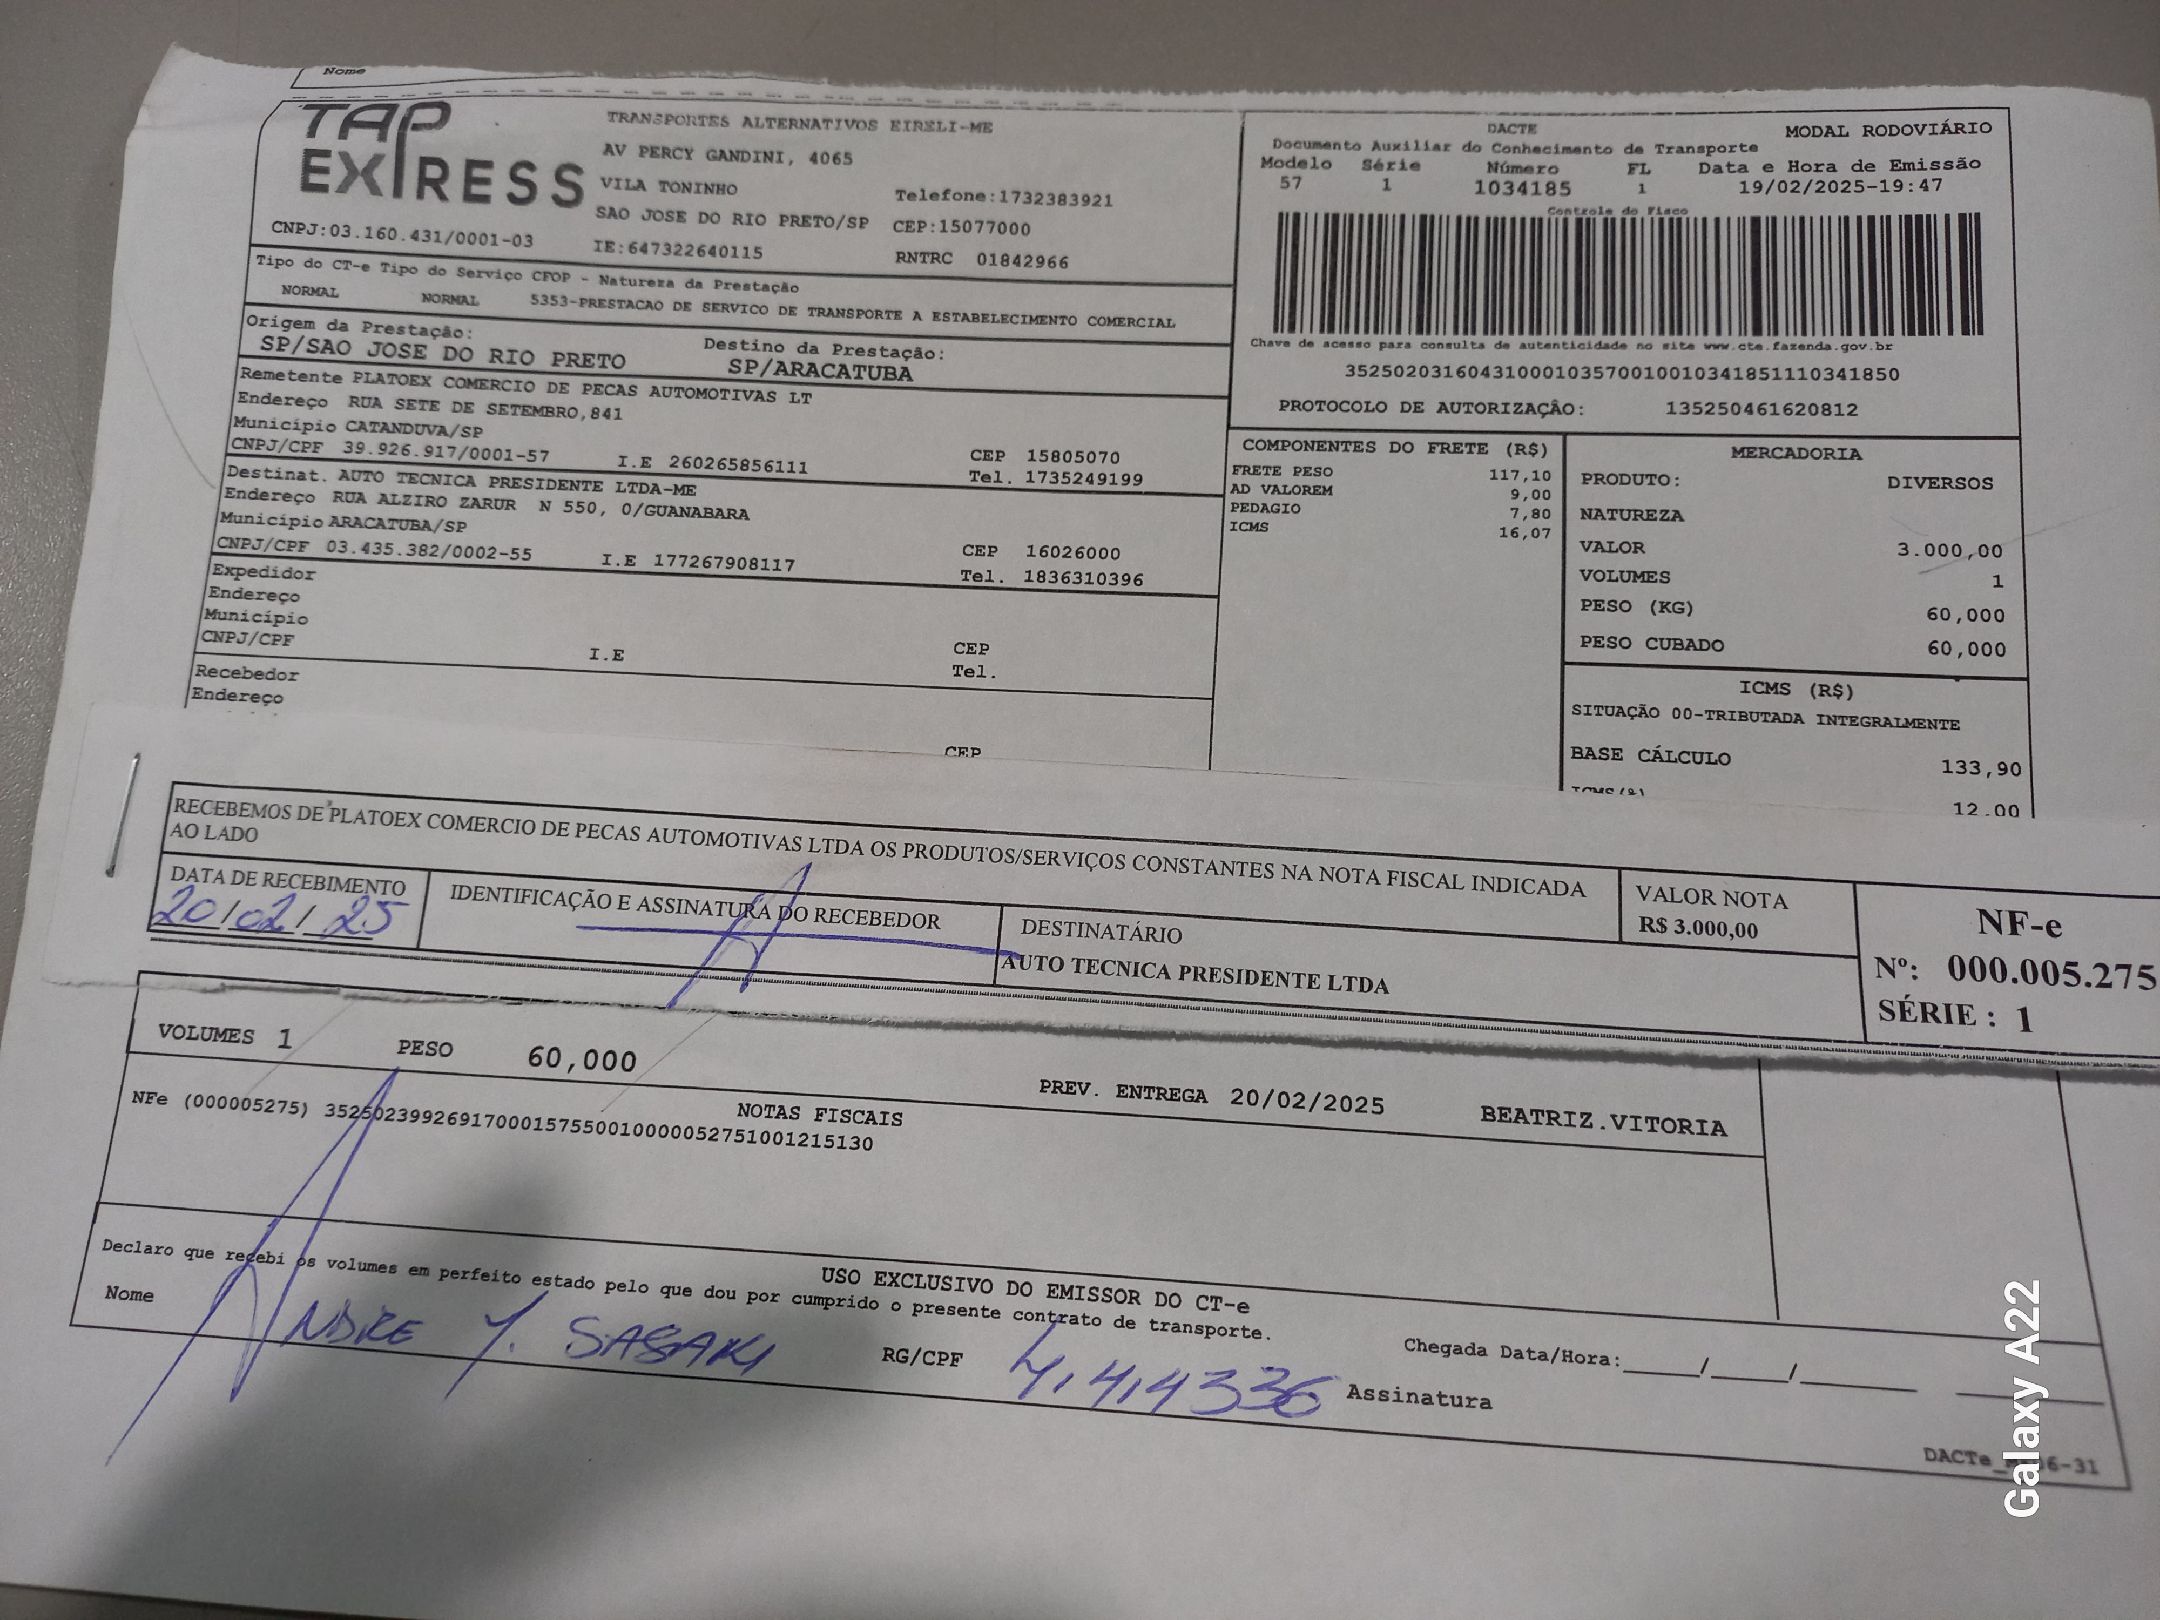 Nome
TAP EXPRESS
TRANSPORTES ALTERNATIVOS EIRELI-ME
AV PERCY GANDINI, 4065
VILA TONINHO
Telefone:1732383921
SAO JOSE DO RIO PRETO/SP CEP:15077000
CNPJ:03.160.431/0001-03 IE:647322640115 RNTRC 01842966
Tipo do CT-e Tipo do Serviço CFOP - Natureza da Prestação
NORMAL NORMAL 5353-PRESTACAO DE SERVICO DE TRANSPORTE A ESTABELECIMENTO COMERCIAL
Origem da Prestação: Destino da Prestação:
SP/SAO JOSE DO RIO PRETO SP/ARACATUBA
Remetente PLATOEX COMERCIO DE PECAS AUTOMOTIVAS LT
Endereço RUA SETE DE SETEMBRO,841
Município CATANDUVA/SP CEP 15805070
CNPJ/CPF 39.926.917/0001-57 I.E 260265856111 Tel. 1735249199
Destinat. AUTO TECNICA PRESIDENTE LTDA-ME
Endereço RUA ALZIRO ZARUR N 550, 0/GUANABARA
Município ARACATUBA/SP CEP 16026000
CNPJ/CPF 03.435.382/0002-55 I.E 177267908117 Tel. 1836310396
Expedidor
Endereço
Município CEP
CNPJ/CPF I.E Tel.
Recebedor
Endereço
CEP
DACTE MODAL RODOVIÁRIO
Documento Auxiliar do Conhecimento de Transporte
Modelo Série Número FL Data e Hora de Emissão
57 1 1034185 1 19/02/2025-19:47
Controle do Fisco
Chave de acesso para consulta de autenticidade no site www.cte.fazenda.gov.br
35250203160431000103570010010341851110341850
PROTOCOLO DE AUTORIZAÇÃO: 135250461620812
COMPONENTES DO FRETE (R$)
FRETE PESO 117,10
AD VALOREM 9,00
PEDAGIO 7,80
ICMS 16,07
MERCADORIA
PRODUTO: DIVERSOS
NATUREZA
VALOR 3.000,00
VOLUMES 1
PESO (KG) 60,000
PESO CUBADO 60,000
ICMS (R$)
SITUAÇÃO 00-TRIBUTADA INTEGRALMENTE
BASE CÁLCULO 133,90
ICMS(%) 12.00
RECEBEMOS DE PLATOEX COMERCIO DE PECAS AUTOMOTIVAS LTDA OS PRODUTOS/SERVIÇOS CONSTANTES NA NOTA FISCAL INDICADA
AO LADO
DATA DE RECEBIMENTO
20/02/25
IDENTIFICAÇÃO E ASSINATURA DO RECEBEDOR
DESTINATÁRIO
AUTO TECNICA PRESIDENTE LTDA
VALOR NOTA
R$ 3.000,00
NF-e
Nº: 000.005.275
SÉRIE : 1
VOLUMES 1 PESO 60,000 PREV. ENTREGA 20/02/2025 BEATRIZ.VITORIA
NOTAS FISCAIS
NFe (000005275) 35250239926917000157550010000052751001215130
USO EXCLUSIVO DO EMISSOR DO CT-e
Declaro que recebi os volumes em perfeito estado pelo que dou por cumprido o presente contrato de transporte.
Nome ANDRE Y. SASAKI RG/CPF 4.414336 Assinatura
Chegada Data/Hora:____/____/____
Galaxy A22